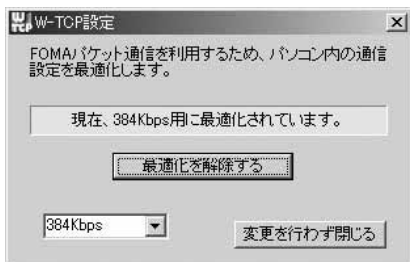 W-TCP設定
FOMAパケット通信を利用するため、パソコン内の通信
設定を最適化します。
現在、384Kbps用に最適化されています。
最適化を解除する
384Kbps
変更を行わず閉じる